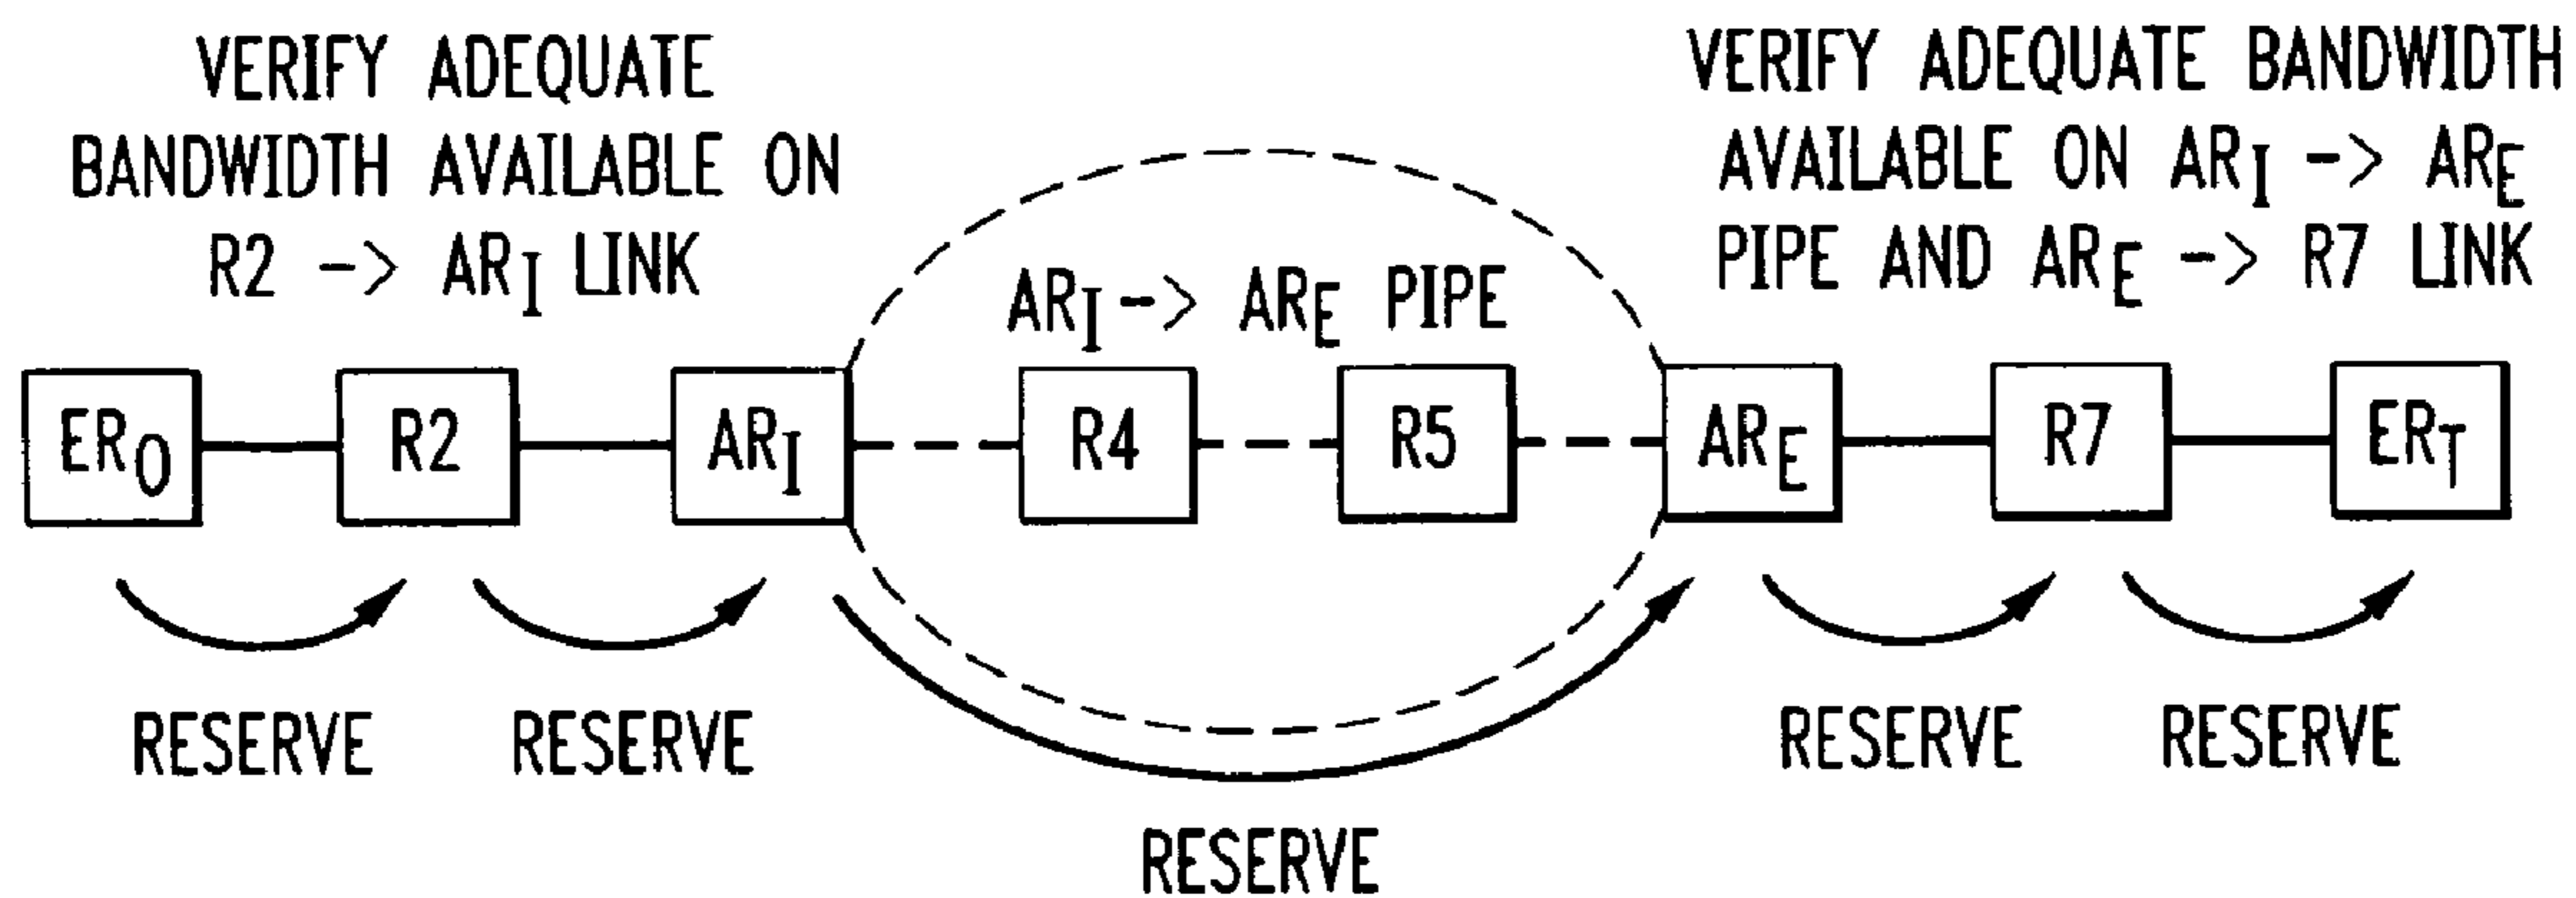 VERIFY ADEQUATE
BANDWIDTH AVAILABLE ON
R2 -> ARI LINK
VERIFY ADEQUATE BANDWIDTH
AVAILABLE ON ARI -> ARE
PIPE AND ARE -> R7 LINK
ARI -> ARE PIPE
ERO
R2
ARI
R4
R5
ARE
R7
ERT
RESERVE
RESERVE
RESERVE
RESERVE
RESERVE